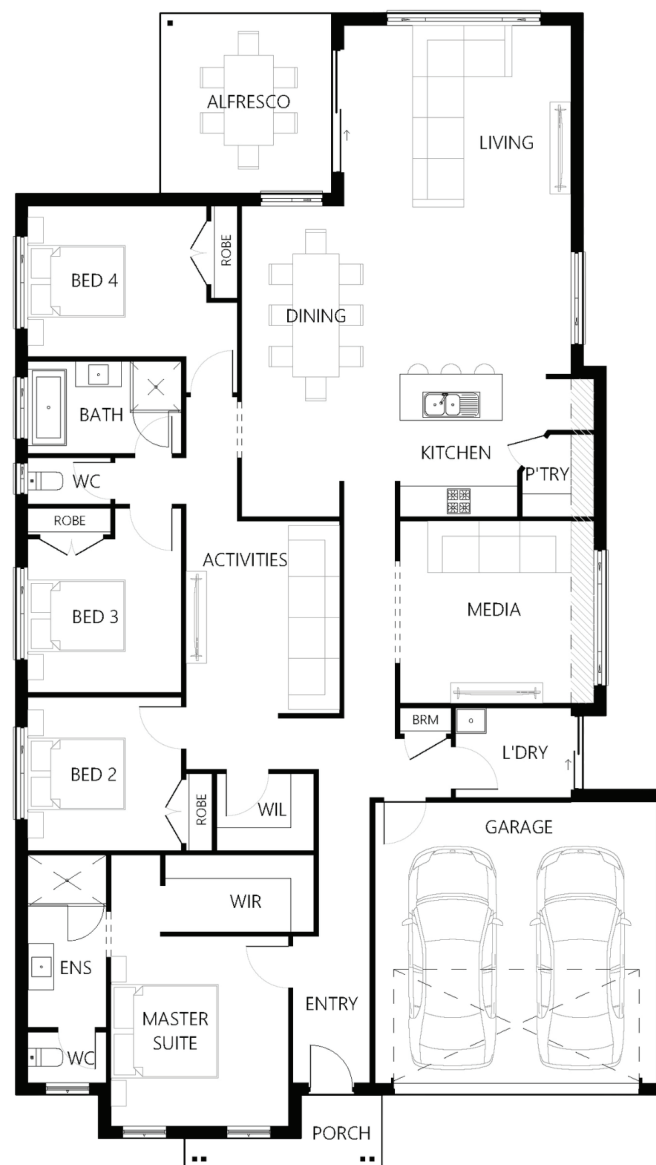 ALFRESCO
LIVING
BED 4
ROBE
DINING
BATH
KITCHEN
P'TRY
WC
ROBE
ACTIVITIES
BED 3
MEDIA
BRM
L'DRY
BED 2
ROBE
WIL
GARAGE
WIR
ENS
ENTRY
MASTER
SUITE
WC
PORCH